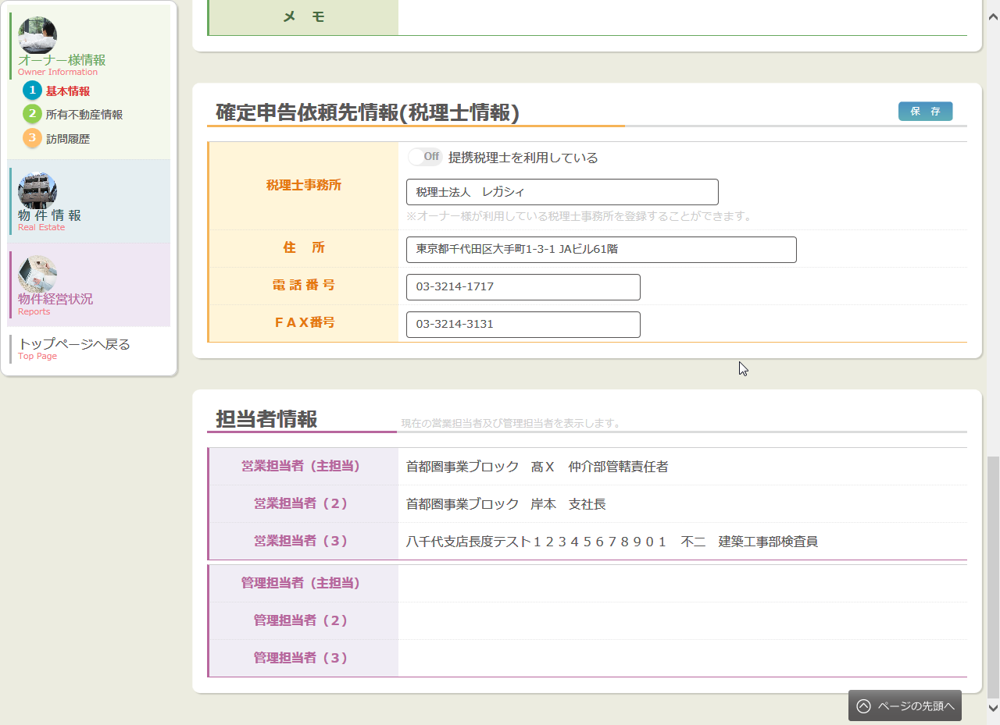 オーナー様情報
Owner Information
1 基本情報
2 所有不動産情報
3 訪問履歴
物 件 情 報
Real Estate
物件経営状況
Reports
トップページへ戻る
Top Page
メ　モ
確定申告依頼先情報(税理士情報)
保　存
税理士事務所
Off 提携税理士を利用している
税理士法人　レガシィ
※オーナー様が利用している税理士事務所を登録することができます。
住　所
東京都千代田区大手町1-3-1 JAビル61階
電 話 番 号
03-3214-1717
ＦＡＸ番号
03-3214-3131
担当者情報
現在の営業担当者及び管理担当者を表示します。
営業担当者（主担当）
首都圏事業ブロック　髙Ｘ　仲介部管轄責任者
営業担当者（２）
首都圏事業ブロック　岸本　支社長
営業担当者（３）
八千代支店長度テスト１２３４５６７８９０１　不二　建築工事部検査員
管理担当者（主担当）
管理担当者（２）
管理担当者（３）
ページの先頭へ